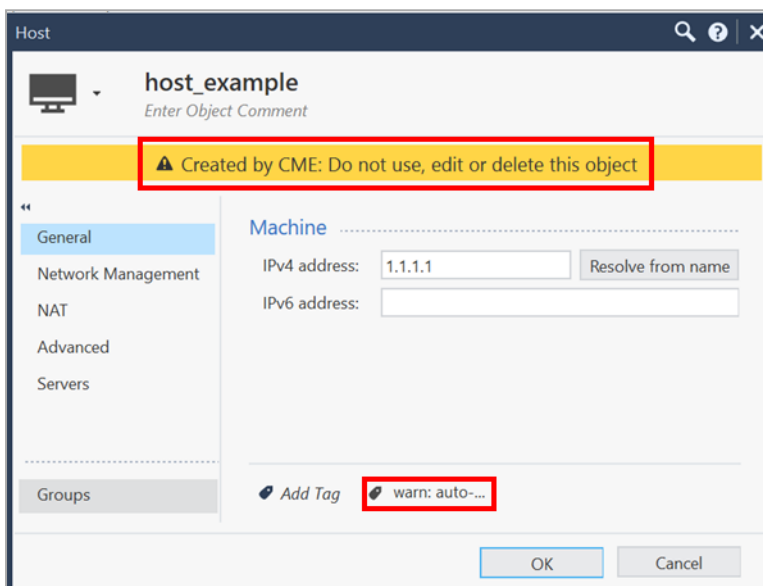 Host
host_example
Enter Object Comment
Created by CME: Do not use, edit or delete this object
General
Network Management
NAT
Advanced
Servers
Groups
Machine
IPv4 address: 1.1.1.1 Resolve from name
IPv6 address:
Add Tag warn: auto-...
OK Cancel